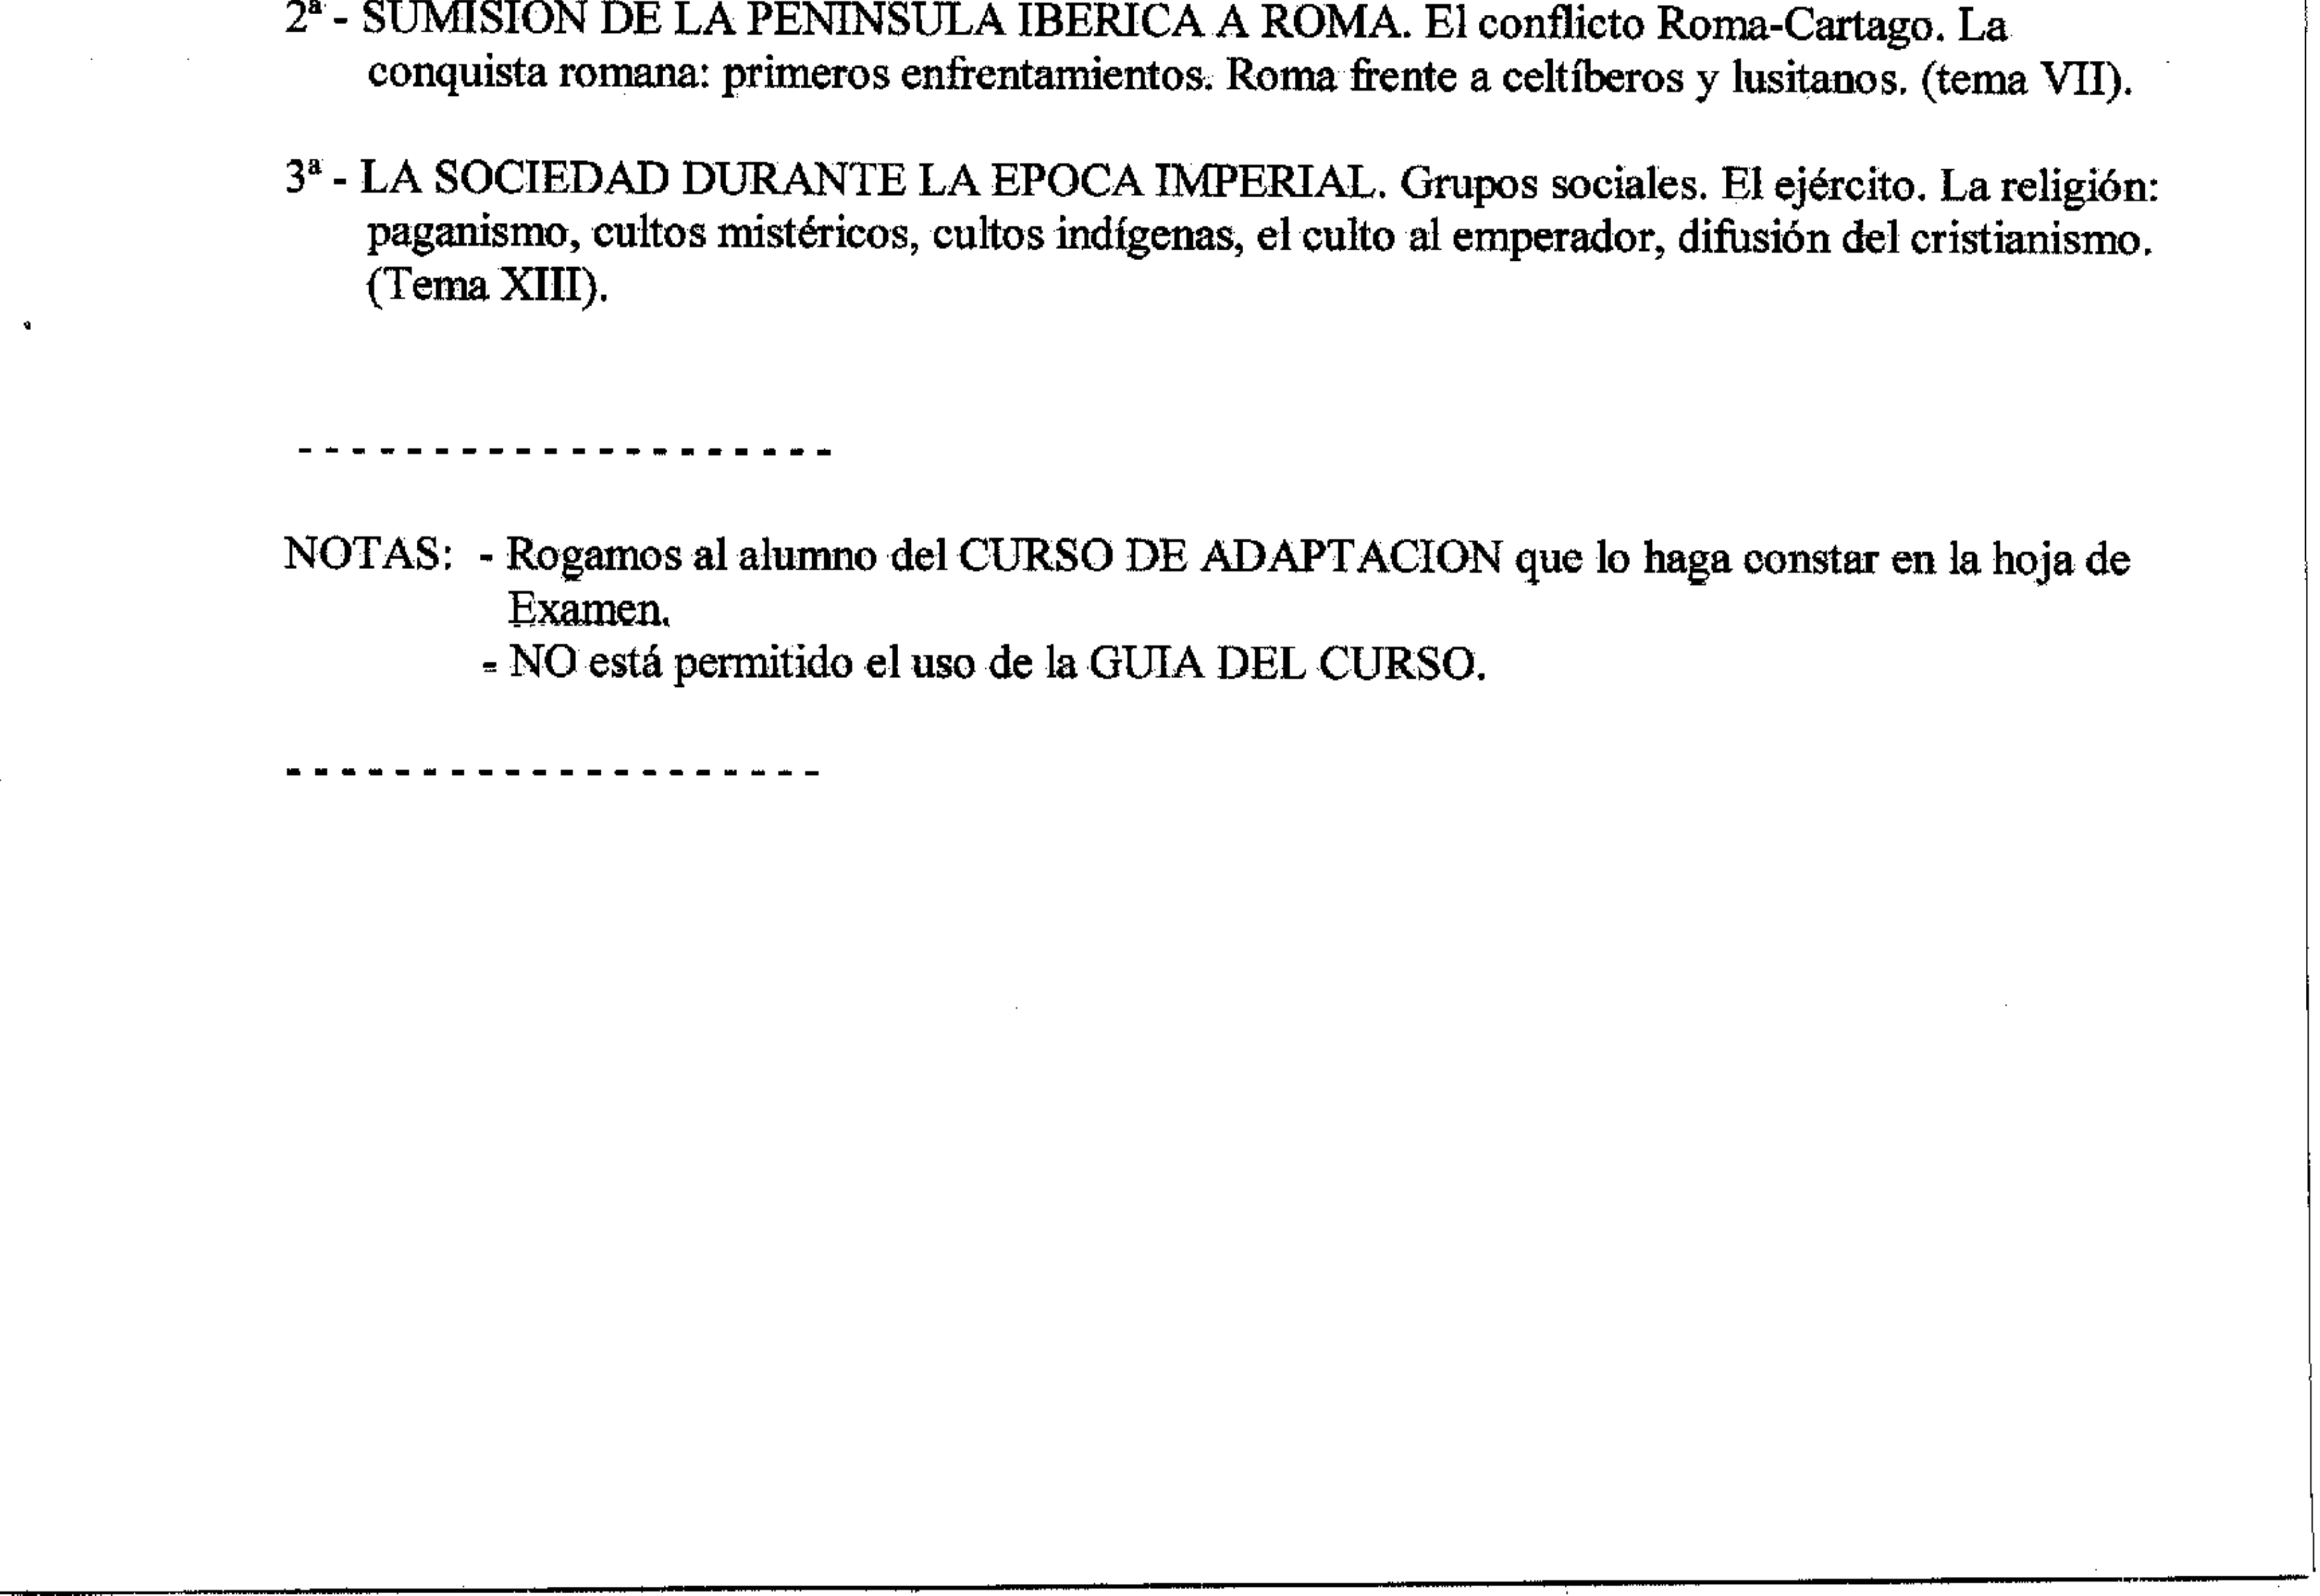 2ª - SUMISION DE LA PENINSULA IBERICA A ROMA. El conflicto Roma-Cartago. La
conquista romana: primeros enfrentamientos. Roma frente a celtíberos y lusitanos. (tema VII).
3ª - LA SOCIEDAD DURANTE LA EPOCA IMPERIAL. Grupos sociales. El ejército. La religión:
paganismo, cultos mistéricos, cultos indígenas, el culto al emperador, difusión del cristianismo.
(Tema XIII).
--------------------
NOTAS: - Rogamos al alumno del CURSO DE ADAPTACION que lo haga constar en la hoja de
Examen.
- NO está permitido el uso de la GUIA DEL CURSO.
--------------------